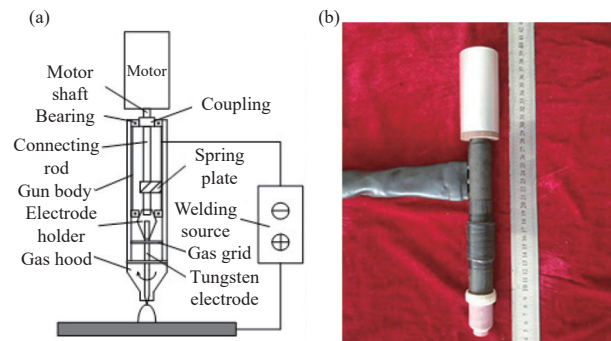 (a)
(b)
Motor
Motor
shaft
Bearing
Coupling
Connecting
rod
Spring
plate
Gun body
Electrode
holder
Welding
source
Gas grid
Gas hood
Tungsten
electrode